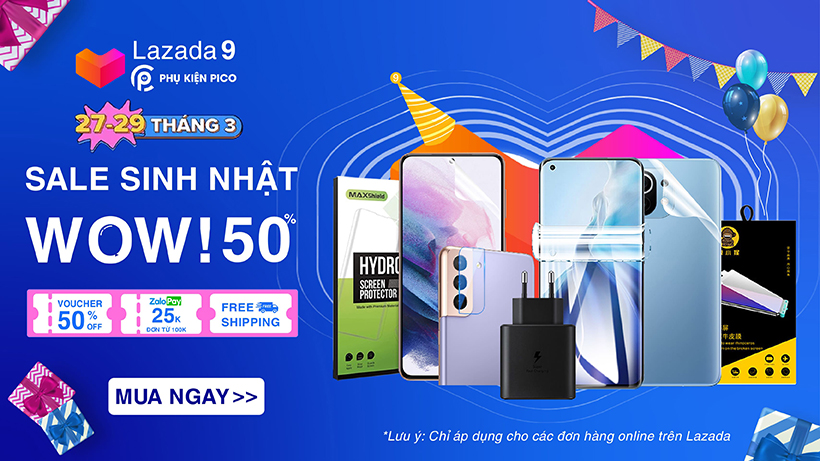 Lazada 9
PHỤ KIỆN PICO
27-29 THÁNG 3
SALE SINH NHẬT
WOW! 50%
VOUCHER
50% OFF
ZaloPay
25K
ĐƠN TỪ 100K
FREE FREE
SHIPPING
MUA NGAY >>
9
MAXShield
HYDRO
SCREEN
PROTECTOR
*Lưu ý: Chỉ áp dụng cho các đơn hàng online trên Lazada